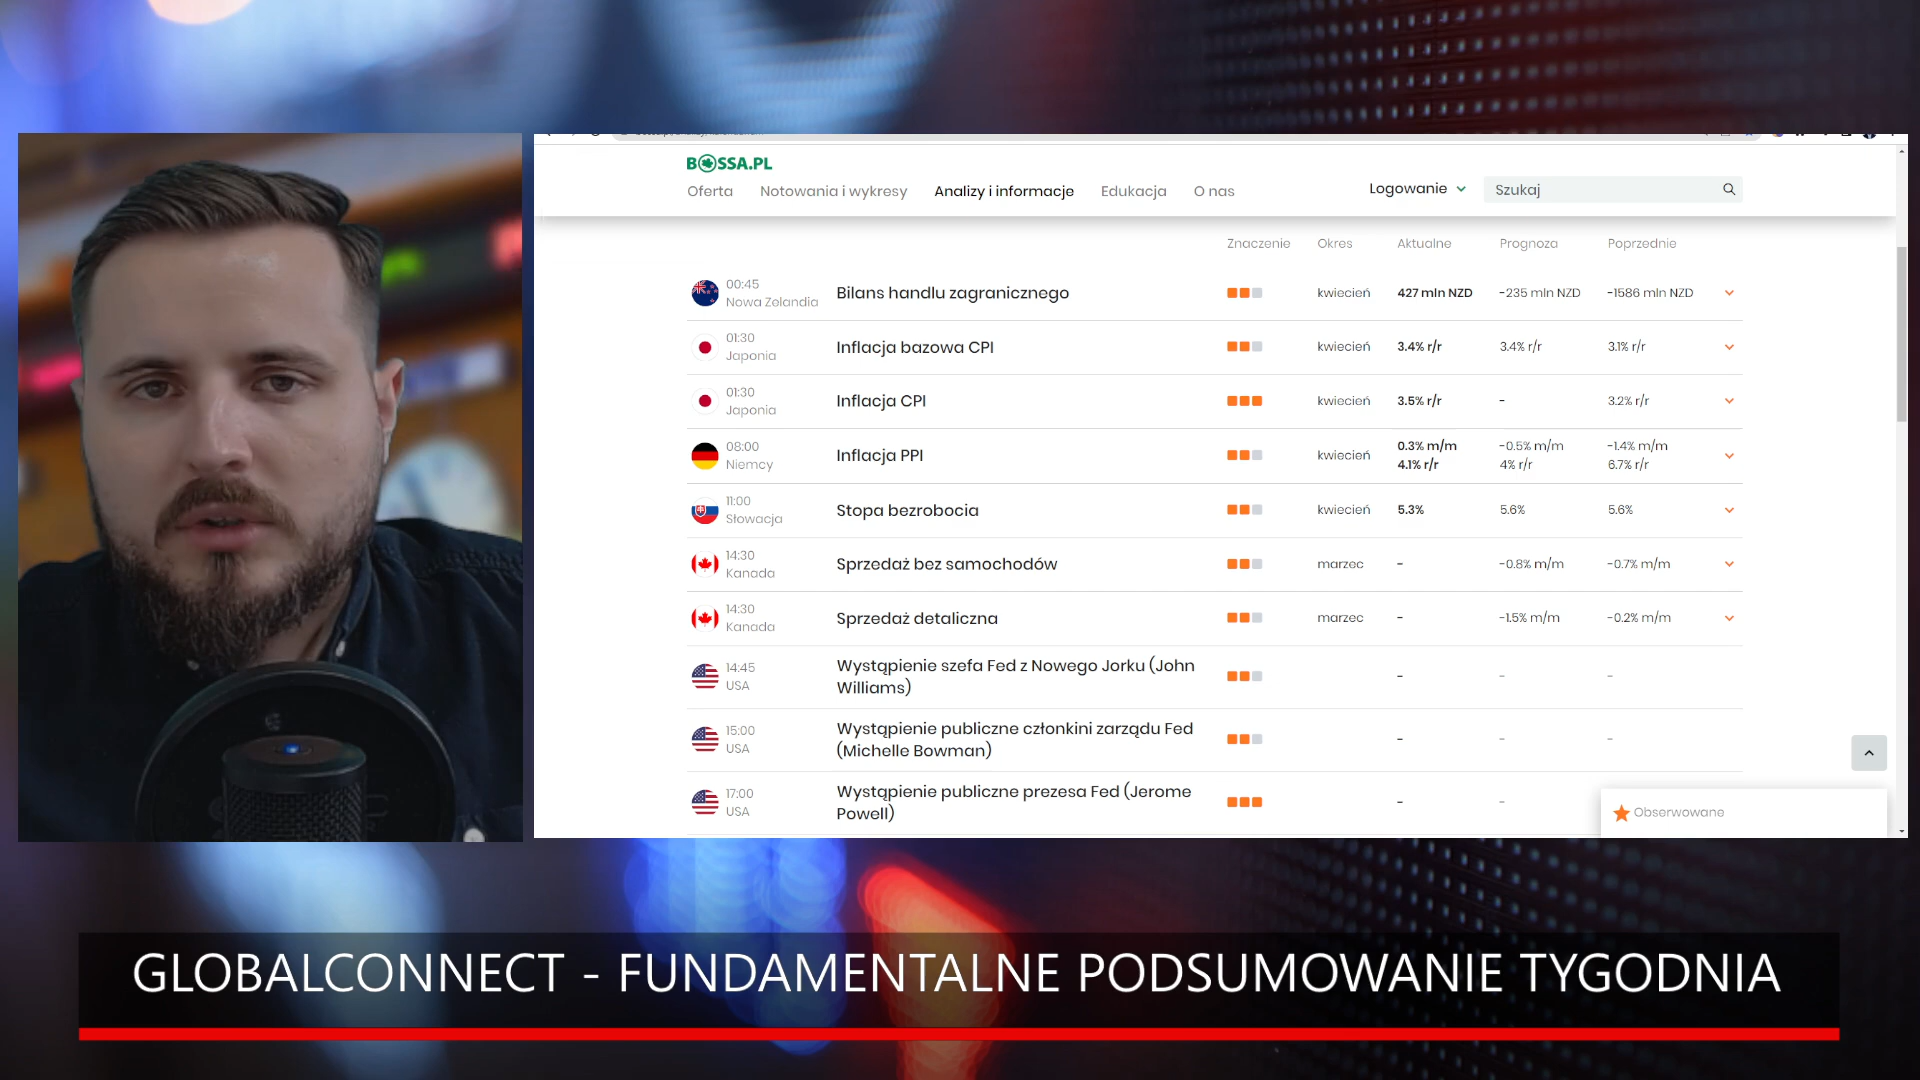 BOSSA.PL
Oferta Notowania i wykresy Analizy i informacje Edukacja O nas Logowanie Szukaj
Znaczenie Okres Aktualne Prognoza Poprzednie
00:45 Nowa Zelandia Bilans handlu zagranicznego kwiecień 427 mln NZD -235 mln NZD -1586 mln NZD
01:30 Japonia Inflacja bazowa CPI kwiecień 3.4% r/r 3.4% r/r 3.1% r/r
01:30 Japonia Inflacja CPI kwiecień 3.5% r/r - 3.2% r/r
08:00 Niemcy Inflacja PPI kwiecień 0.3% m/m -0.5% m/m -1.4% m/m
4.1% r/r 4% r/r 6.7% r/r
11:00 Słowacja Stopa bezrobocia kwiecień 5.3% 5.6% 5.6%
14:30 Kanada Sprzedaż bez samochodów marzec - -0.8% m/m -0.7% m/m
14:30 Kanada Sprzedaż detaliczna marzec - -1.5% m/m -0.2% m/m
14:45 USA Wystąpienie szefa Fed z Nowego Jorku (John
Williams) - - -
15:00 USA Wystąpienie publiczne członkini zarządu Fed
(Michelle Bowman) - - -
17:00 USA Wystąpienie publiczne prezesa Fed (Jerome
Powell) - -
Obserwowane
GLOBALCONNECT - FUNDAMENTALNE PODSUMOWANIE TYGODNIA